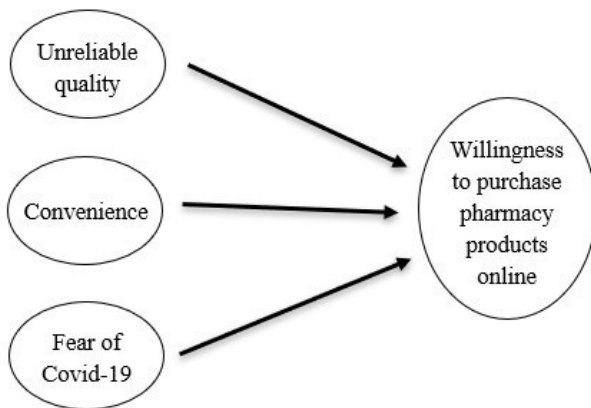 Unreliable
quality
Convenience
Fear of
Covid-19
Willingness
to purchase
pharmacy
products
online